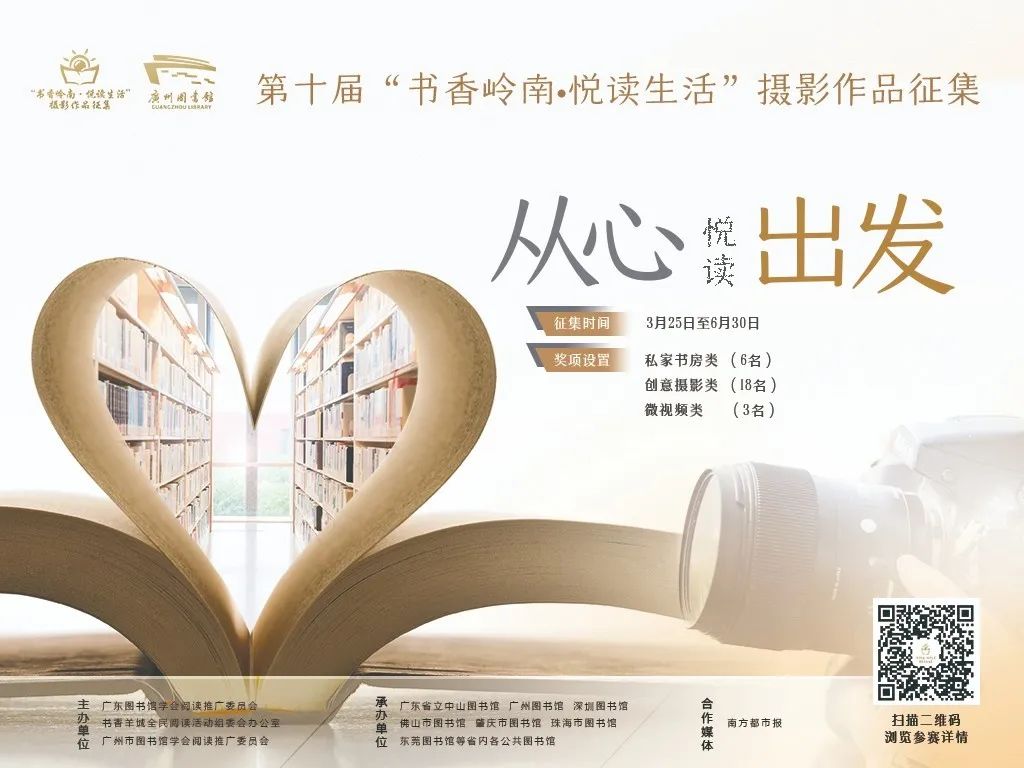 “书香岭南·悦读生活”
摄影作品征集
廣州图書館
GUANGZHOU LIBRARY
第十届“书香岭南•悦读生活”摄影作品征集
从心 悦读 出发
征集时间 3月25日至6月30日
奖项设置 私家书房类 (6名)
创意摄影类 (18名)
微视频类 (3名)
主办单位
广东图书馆学会阅读推广委员会
书香羊城全民阅读活动组委会办公室
广州市图书馆学会阅读推广委员会
承办单位
广东省立中山图书馆 广州图书馆 深圳图书馆
佛山市图书馆 肇庆市图书馆 珠海市图书馆
东莞图书馆等省内各公共图书馆
合作媒体
南方都市报
扫描二维码
浏览参赛详情